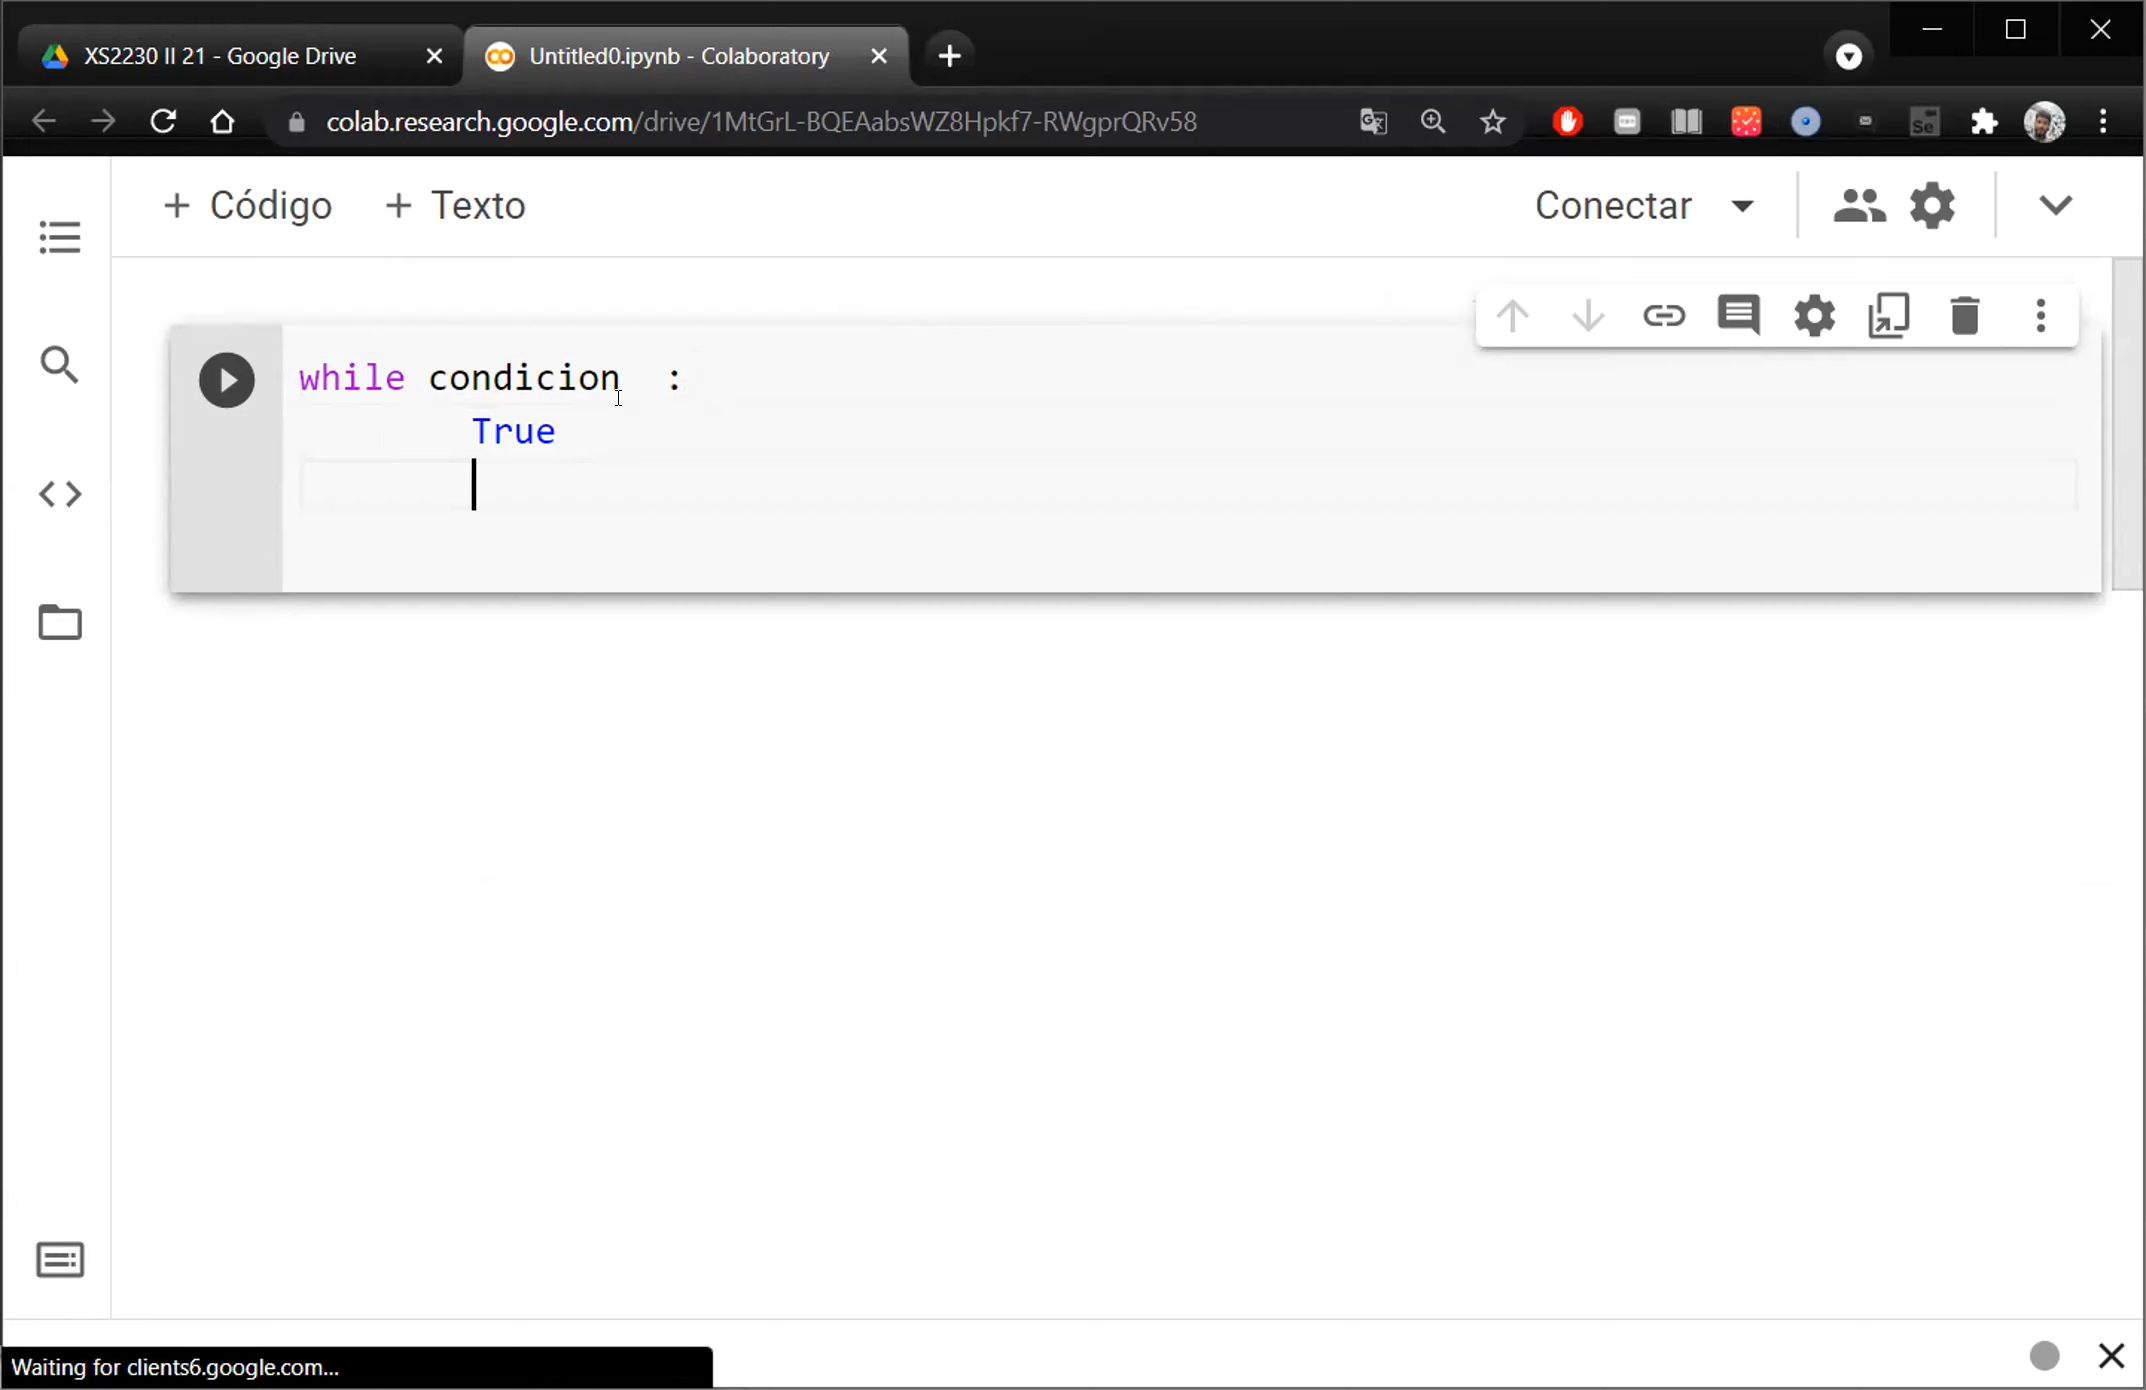 XS2230 II 21 - Google Drive
Untitled0.ipynb - Colaboratory
colab.research.google.com/drive/1MtGrL-BQEAabsWZ8Hpkf7-RWgprQRv58
Se
+ Código + Texto
Conectar
while condicion  :
True
Waiting for clients6.google.com...